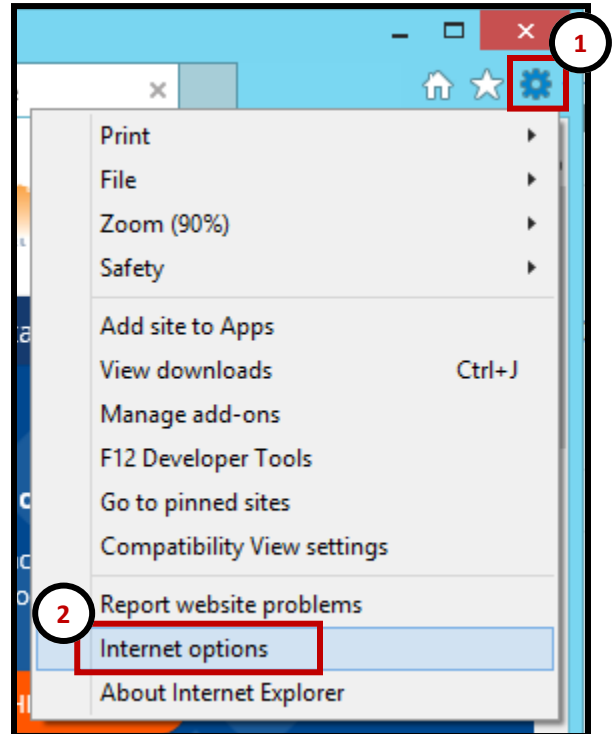 1
Print
File
Zoom (90%)
Safety
Add site to Apps
View downloads Ctrl+J
Manage add-ons
F12 Developer Tools
Go to pinned sites
Compatibility View settings
Report website problems
2
Internet options
About Internet Explorer